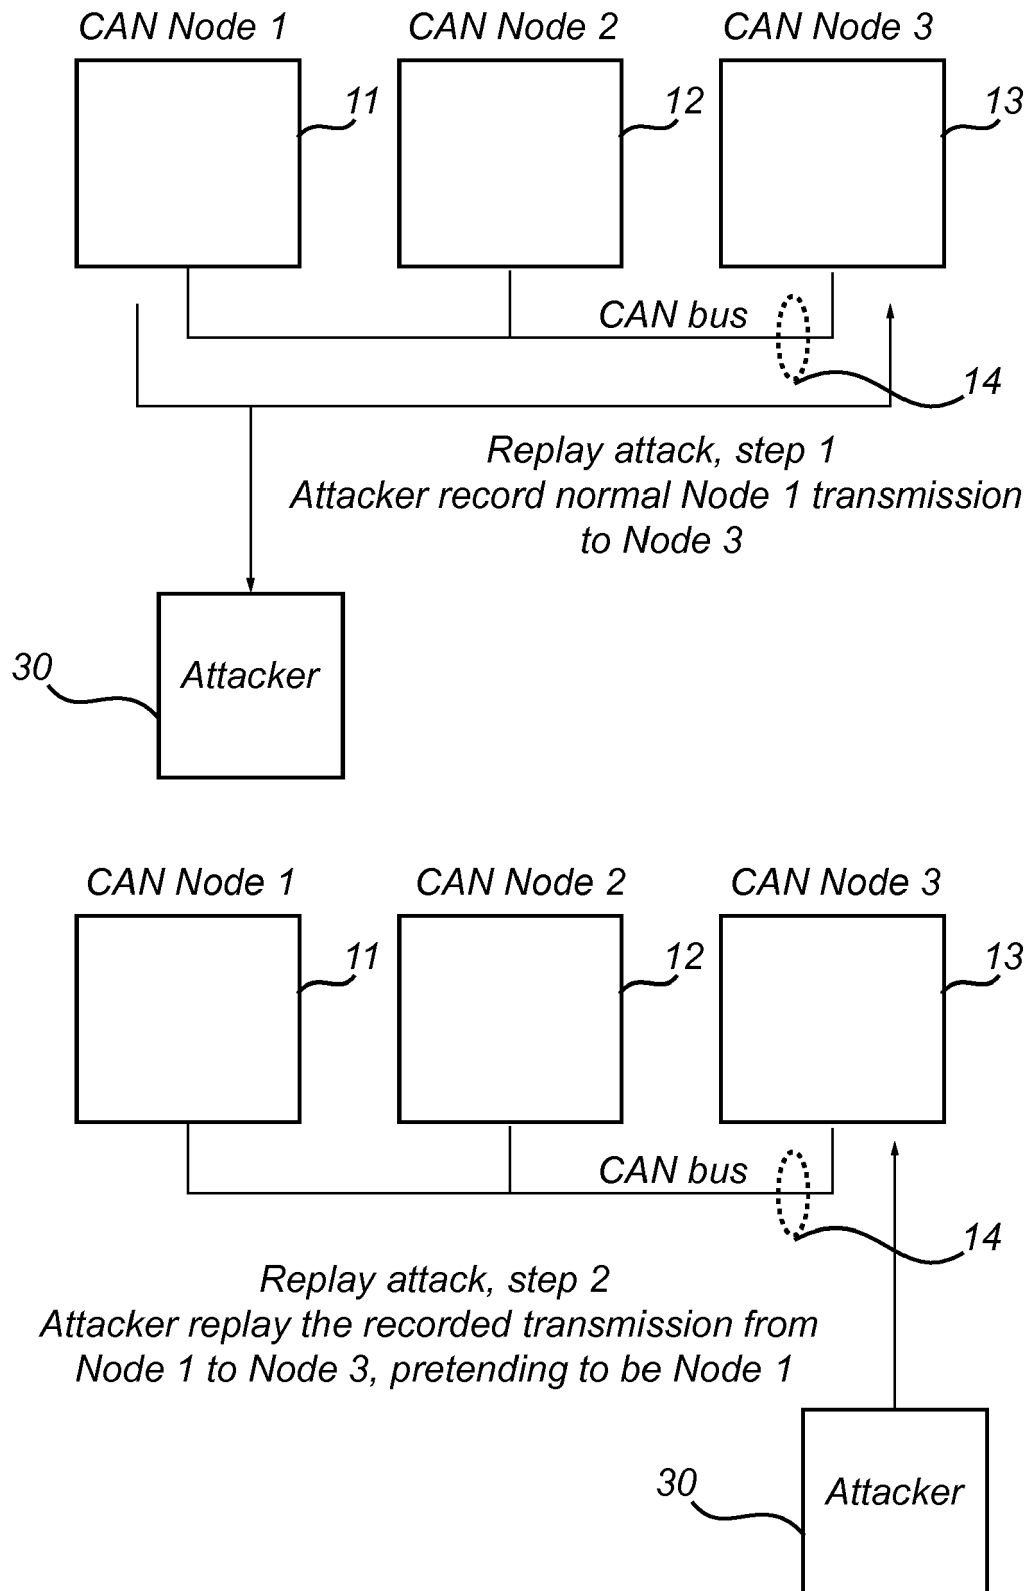 CAN Node 1
CAN Node 2
CAN Node 3
11
12
13
CAN bus
14
Replay attack, step 1
Attacker record normal Node 1 transmission
to Node 3
30
Attacker
CAN Node 1
CAN Node 2
CAN Node 3
11
12
13
CAN bus
14
Replay attack, step 2
Attacker replay the recorded transmission from
Node 1 to Node 3, pretending to be Node 1
30
Attacker